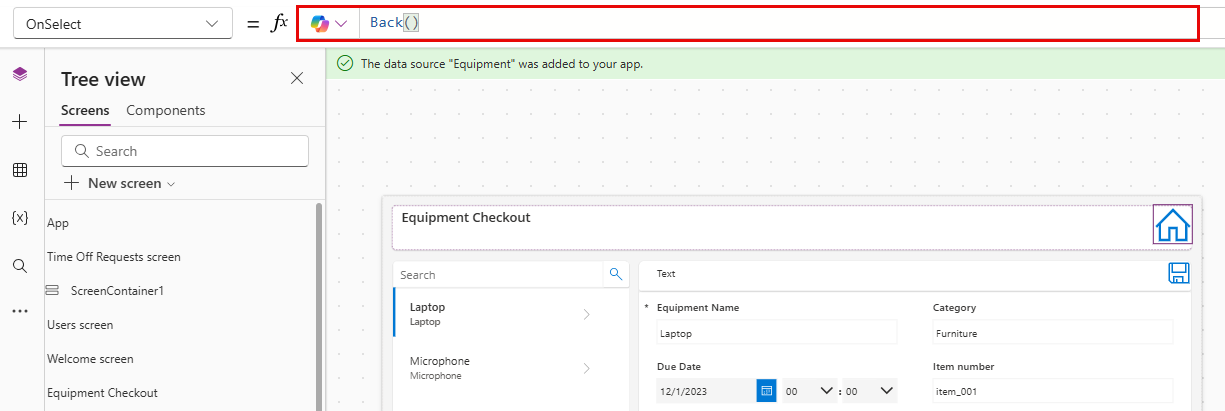 OnSelect = fx Back()
The data source "Equipment" was added to your app.
Tree view
Screens Components
Search
New screen
App
Time Off Requests screen
ScreenContainer1
Users screen
Welcome screen
Equipment Checkout
{x}
Equipment Checkout
Search
Laptop
Laptop
Microphone
Microphone
Text
* Equipment Name Category
Laptop Furniture
Due Date Item number
12/1/2023 00 : 00 item_001